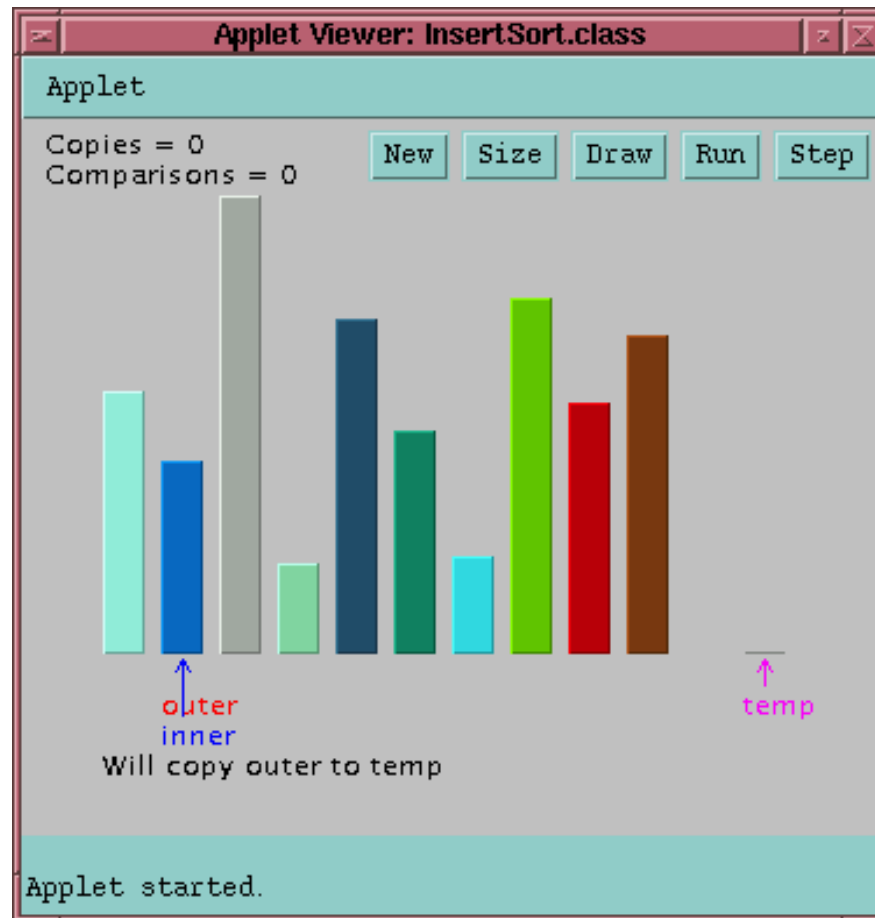 Applet Viewer: InsertSort.class
Applet
Copies = 0
Comparisons = 0
New Size Draw Run Step
outer
inner
temp
Will copy outer to temp
Applet started.